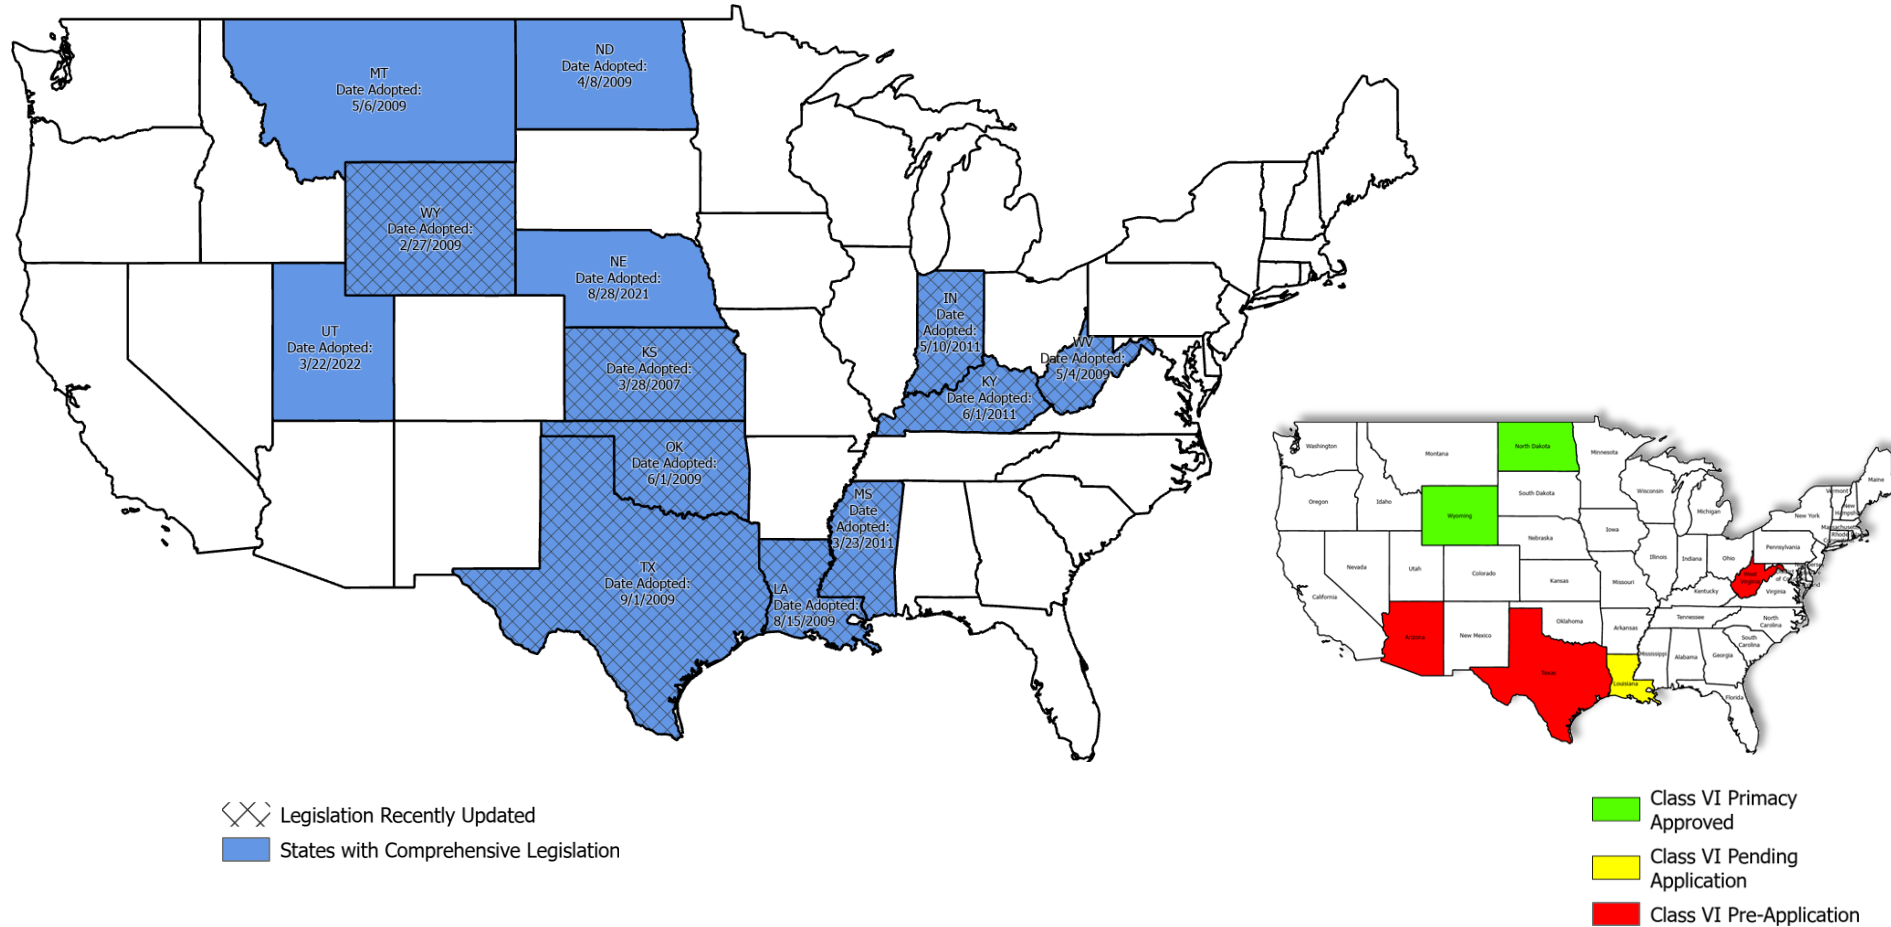 MT
Date Adopted:
5/6/2009
ND
Date Adopted:
4/8/2009
WY
Date Adopted:
2/27/2009
NE
Date Adopted:
8/28/2021
UT
Date Adopted:
3/22/2022
KS
Date Adopted:
3/28/2007
IN
Date
Adopted:
5/10/2011
WV
Date Adopted:
5/4/2009
KY
Date Adopted:
6/1/2011
OK
Date Adopted:
6/1/2009
MS
Date
Adopted:
3/23/2011
TX
Date Adopted:
9/1/2009
LA
Date Adopted:
8/15/2009
Legislation Recently Updated
States with Comprehensive Legislation
Washington
Montana
North Dakota
Minnesota
Maine
Oregon
Idaho
Wyoming
South Dakota
Wisconsin
Michigan
Vermont
New
New York
Nebraska
Iowa
Pennsylvania
Nevada
Utah
Colorado
Illinois
Indiana
Ohio
California
Kansas
Missouri
Kentucky
West
Virginia
Virginia
Arizona
New Mexico
Oklahoma
Arkansas
Tennessee
North
Carolina
South
Carolina
Texas
Louisiana
Mississippi
Alabama
Georgia
Florida
Class VI Primacy
Approved
Class VI Pending
Application
Class VI Pre-Application